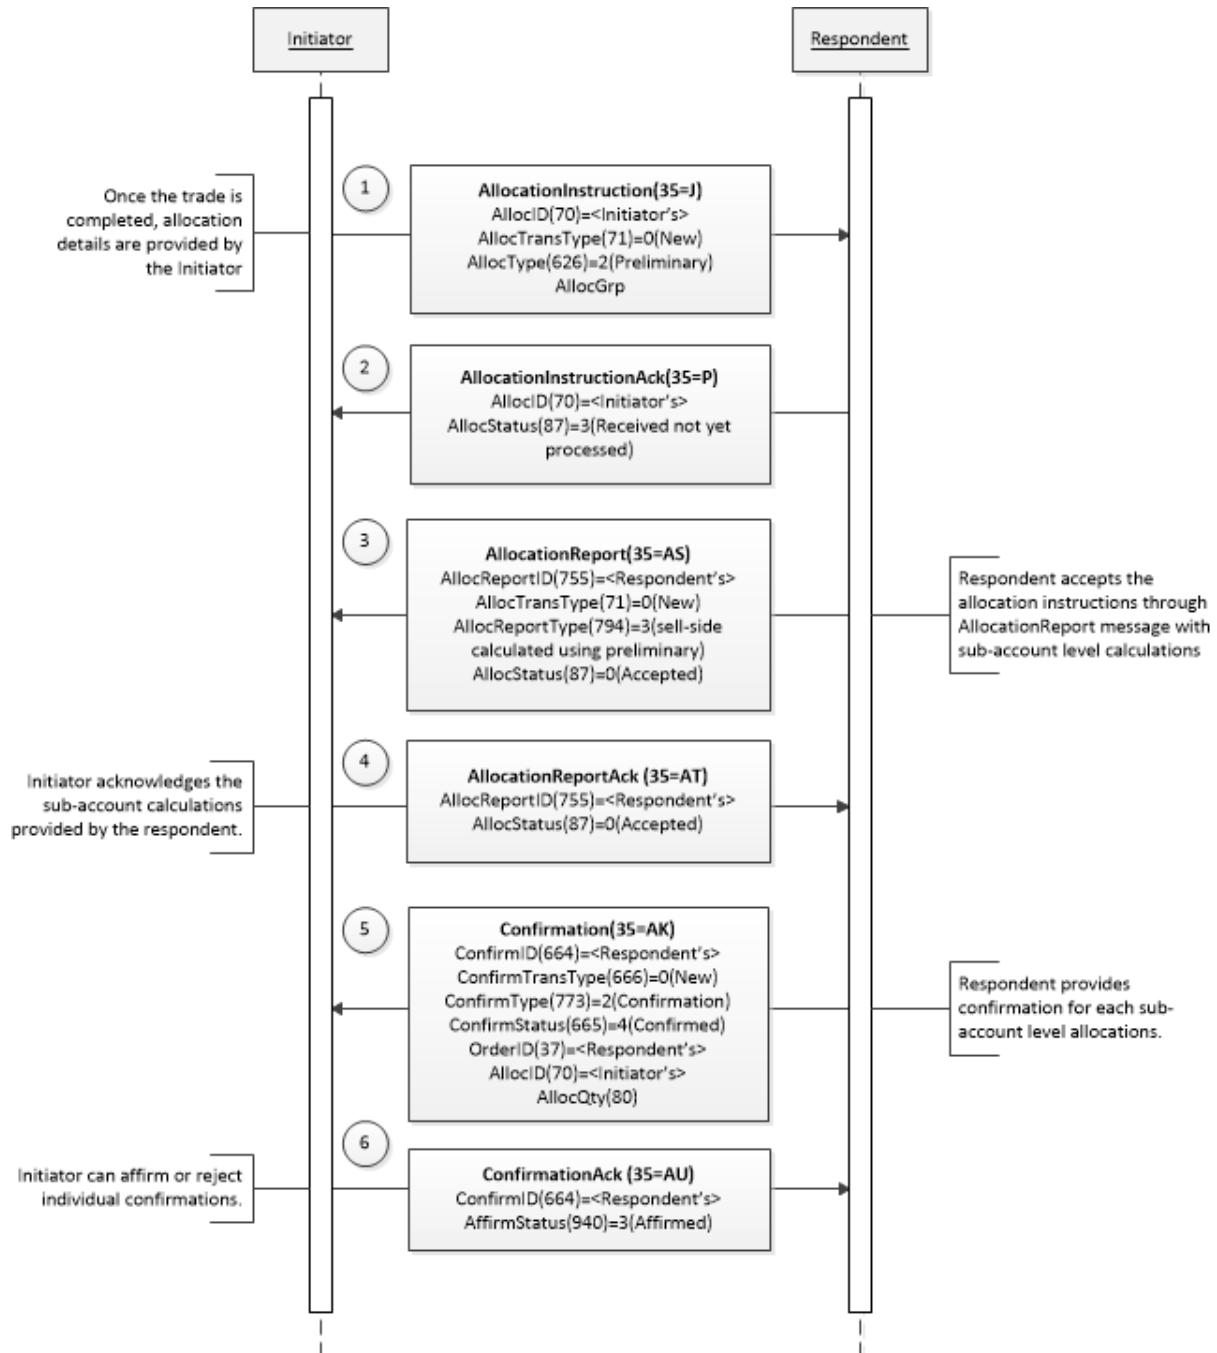 Initiator
Respondent
1
AllocationInstruction(35=J)
AllocID(70)=<Initiator's>
AllocTransType(71)=0(New)
AllocType(626)=2(Preliminary)
AllocGrp
Once the trade is
completed, allocation
details are provided by
the Initiator
2
AllocationInstructionAck(35=P)
AllocID(70)=<Initiator's>
AllocStatus(87)=3(Received not yet
processed)
3
AllocationReport(35=AS)
AllocReportID(755)=<Respondent's>
AllocTransType(71)=0(New)
AllocReportType(794)=3(sell-side
calculated using preliminary)
AllocStatus(87)=0(Accepted)
Respondent accepts the
allocation instructions through
AllocationReport message with
sub-account level calculations
4
AllocationReportAck (35=AT)
AllocReportID(755)=<Respondent's>
AllocStatus(87)=0(Accepted)
Initiator acknowledges the
sub-account calculations
provided by the respondent.
5
Confirmation(35=AK)
ConfirmID(664)=<Respondent's>
ConfirmTransType(666)=0(New)
ConfirmType(773)=2(Confirmation)
ConfirmStatus(665)=4(Confirmed)
OrderID(37)=<Respondent's>
AllocID(70)=<Initiator's>
AllocQty(80)
Respondent provides
confirmation for each sub-
account level allocations.
6
ConfirmationAck (35=AU)
ConfirmID(664)=<Respondent's>
AffirmStatus(940)=3(Affirmed)
Initiator can affirm or reject
individual confirmations.